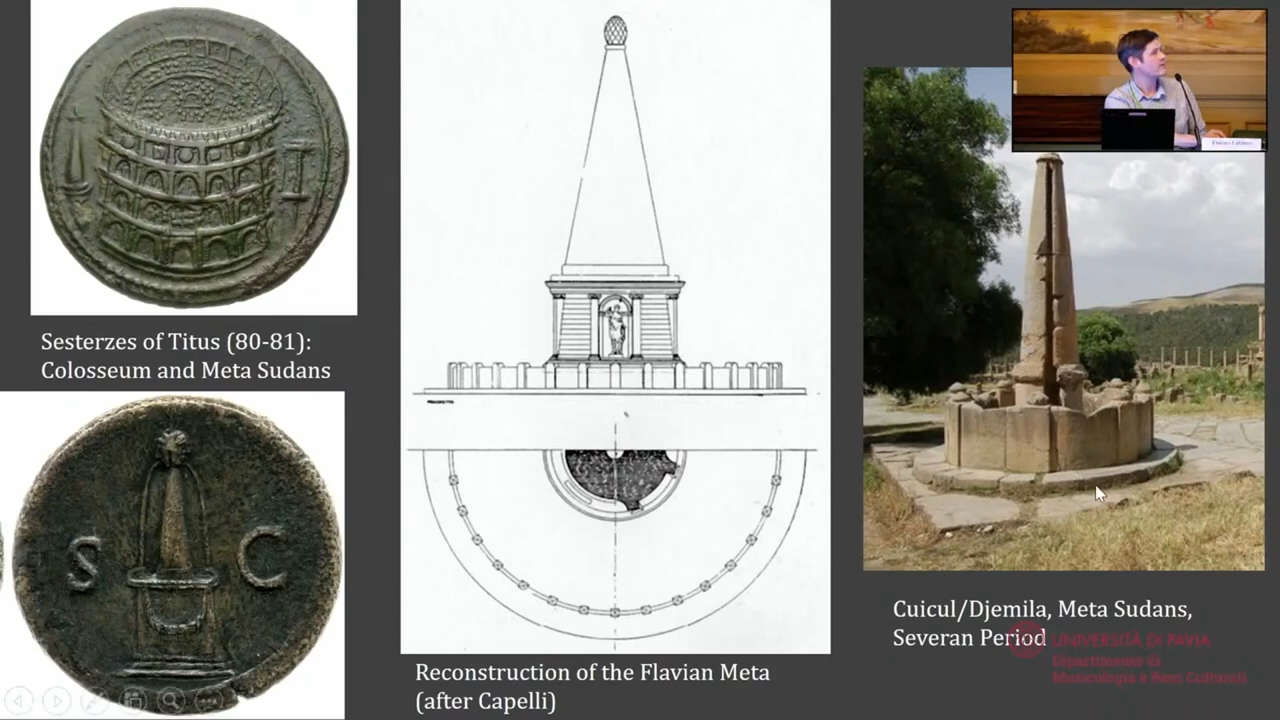 Sesterzes of Titus (80-81):
Colosseum and Meta Sudans
S C
Reconstruction of the Flavian Meta
(after Capelli)
Cuicul/Djemila, Meta Sudans,
Severan Period
UNIVERSITÀ DI PAVIA
Dipartimento di
Musicologia e Beni Culturali